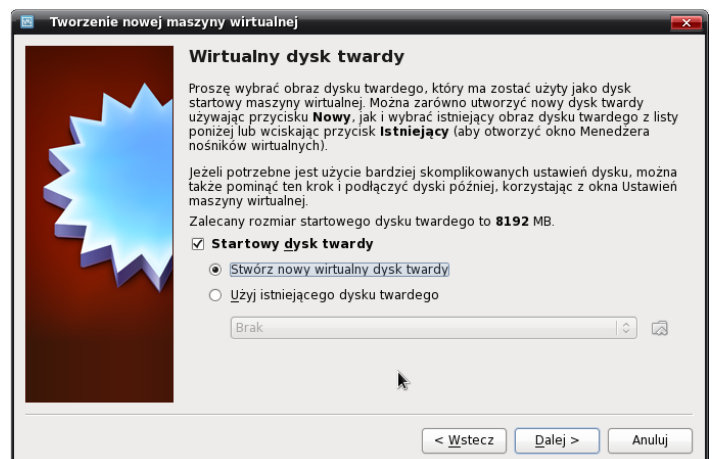 Tworzenie nowej maszyny wirtualnej
Wirtualny dysk twardy
Proszę wybrać obraz dysku twardego, który ma zostać użyty jako dysk
startowy maszyny wirtualnej. Można zarówno utworzyć nowy dysk twardy
używając przycisku Nowy, jak i wybrać istniejący obraz dysku twardego z listy
poniżej lub wciskając przycisk Istniejący (aby otworzyć okno Menedżera
nośników wirtualnych).
Jeżeli potrzebne jest użycie bardziej skomplikowanych ustawień dysku, można
także pominąć ten krok i podłączyć dyski później, korzystając z okna Ustawień
maszyny wirtualnej.
Zalecany rozmiar startowego dysku twardego to 8192 MB.
Startowy dysk twardy
Stwórz nowy wirtualny dysk twardy
Użyj istniejącego dysku twardego
Brak
< Wstecz Dalej > Anuluj